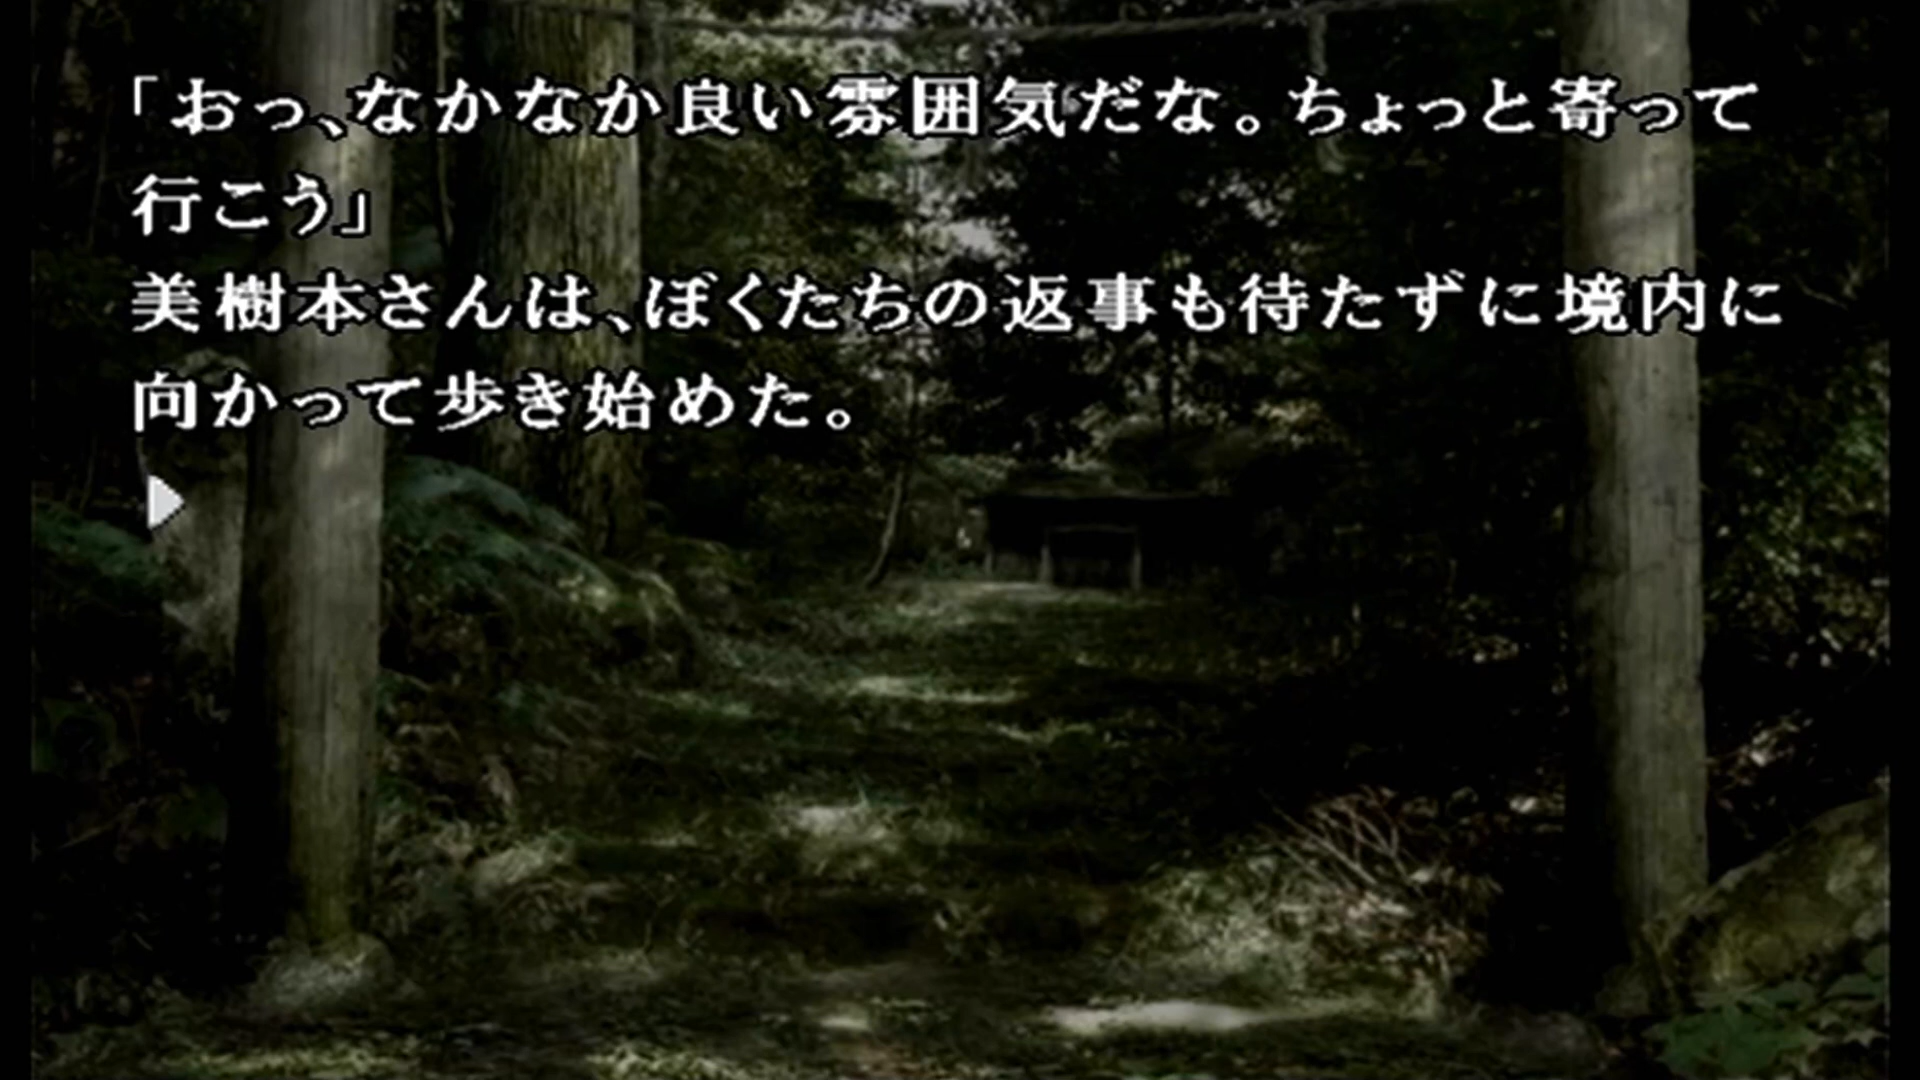 「おっ、なかなか良い雰囲気だな。ちょっと寄って
行こう」
美樹本さんは、ぼくたちの返事も待たずに境内に
向かって歩き始めた。